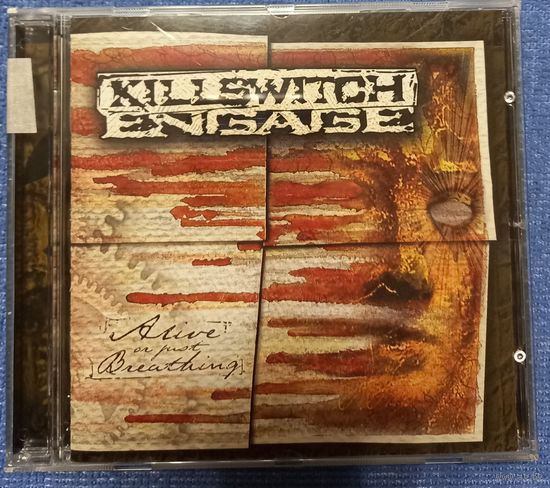 KILLSWITCH
ENGAGE
Alive
or just
Breathing